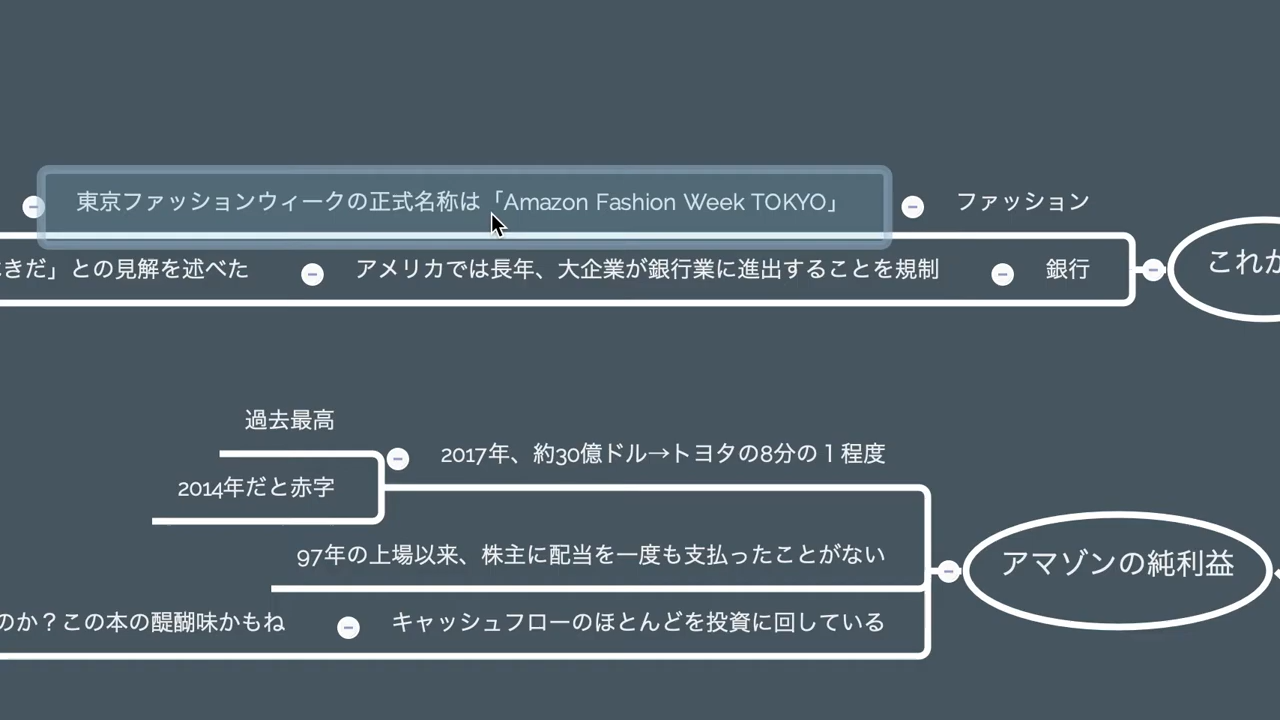 東京ファッションウィークの正式名称は「Amazon Fashion Week TOKYO」
ファッション
きだ」との見解を述べた
アメリカでは長年、大企業が銀行業に進出することを規制
銀行
これか
過去最高
2017年、約30億ドル→トヨタの8分の1程度
2014年だと赤字
97年の上場以来、株主に配当を一度も支払ったことがない
アマゾンの純利益
のか？この本の醍醐味かもね
キャッシュフローのほとんどを投資に回している